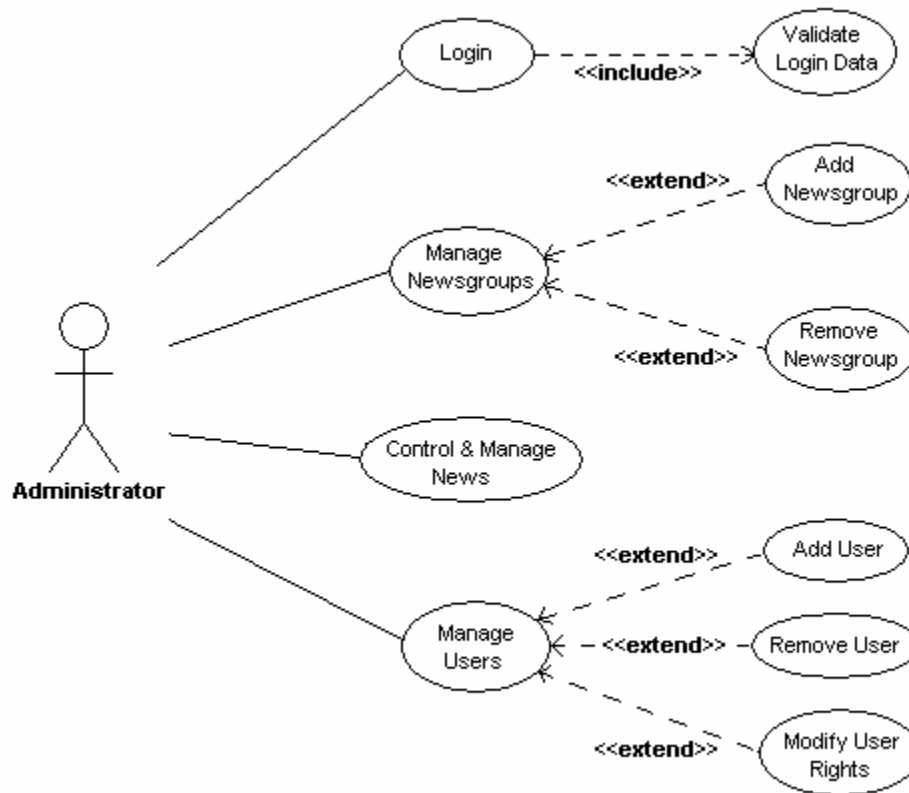 Login
<<include>>
Validate
Login Data
<<extend>>
Add
Newsgroup
Manage
Newsgroups
<<extend>>
Remove
Newsgroup
Control & Manage
News
Administrator
<<extend>>
Add User
Manage
Users
<<extend>>
Remove User
<<extend>>
Modify User
Rights